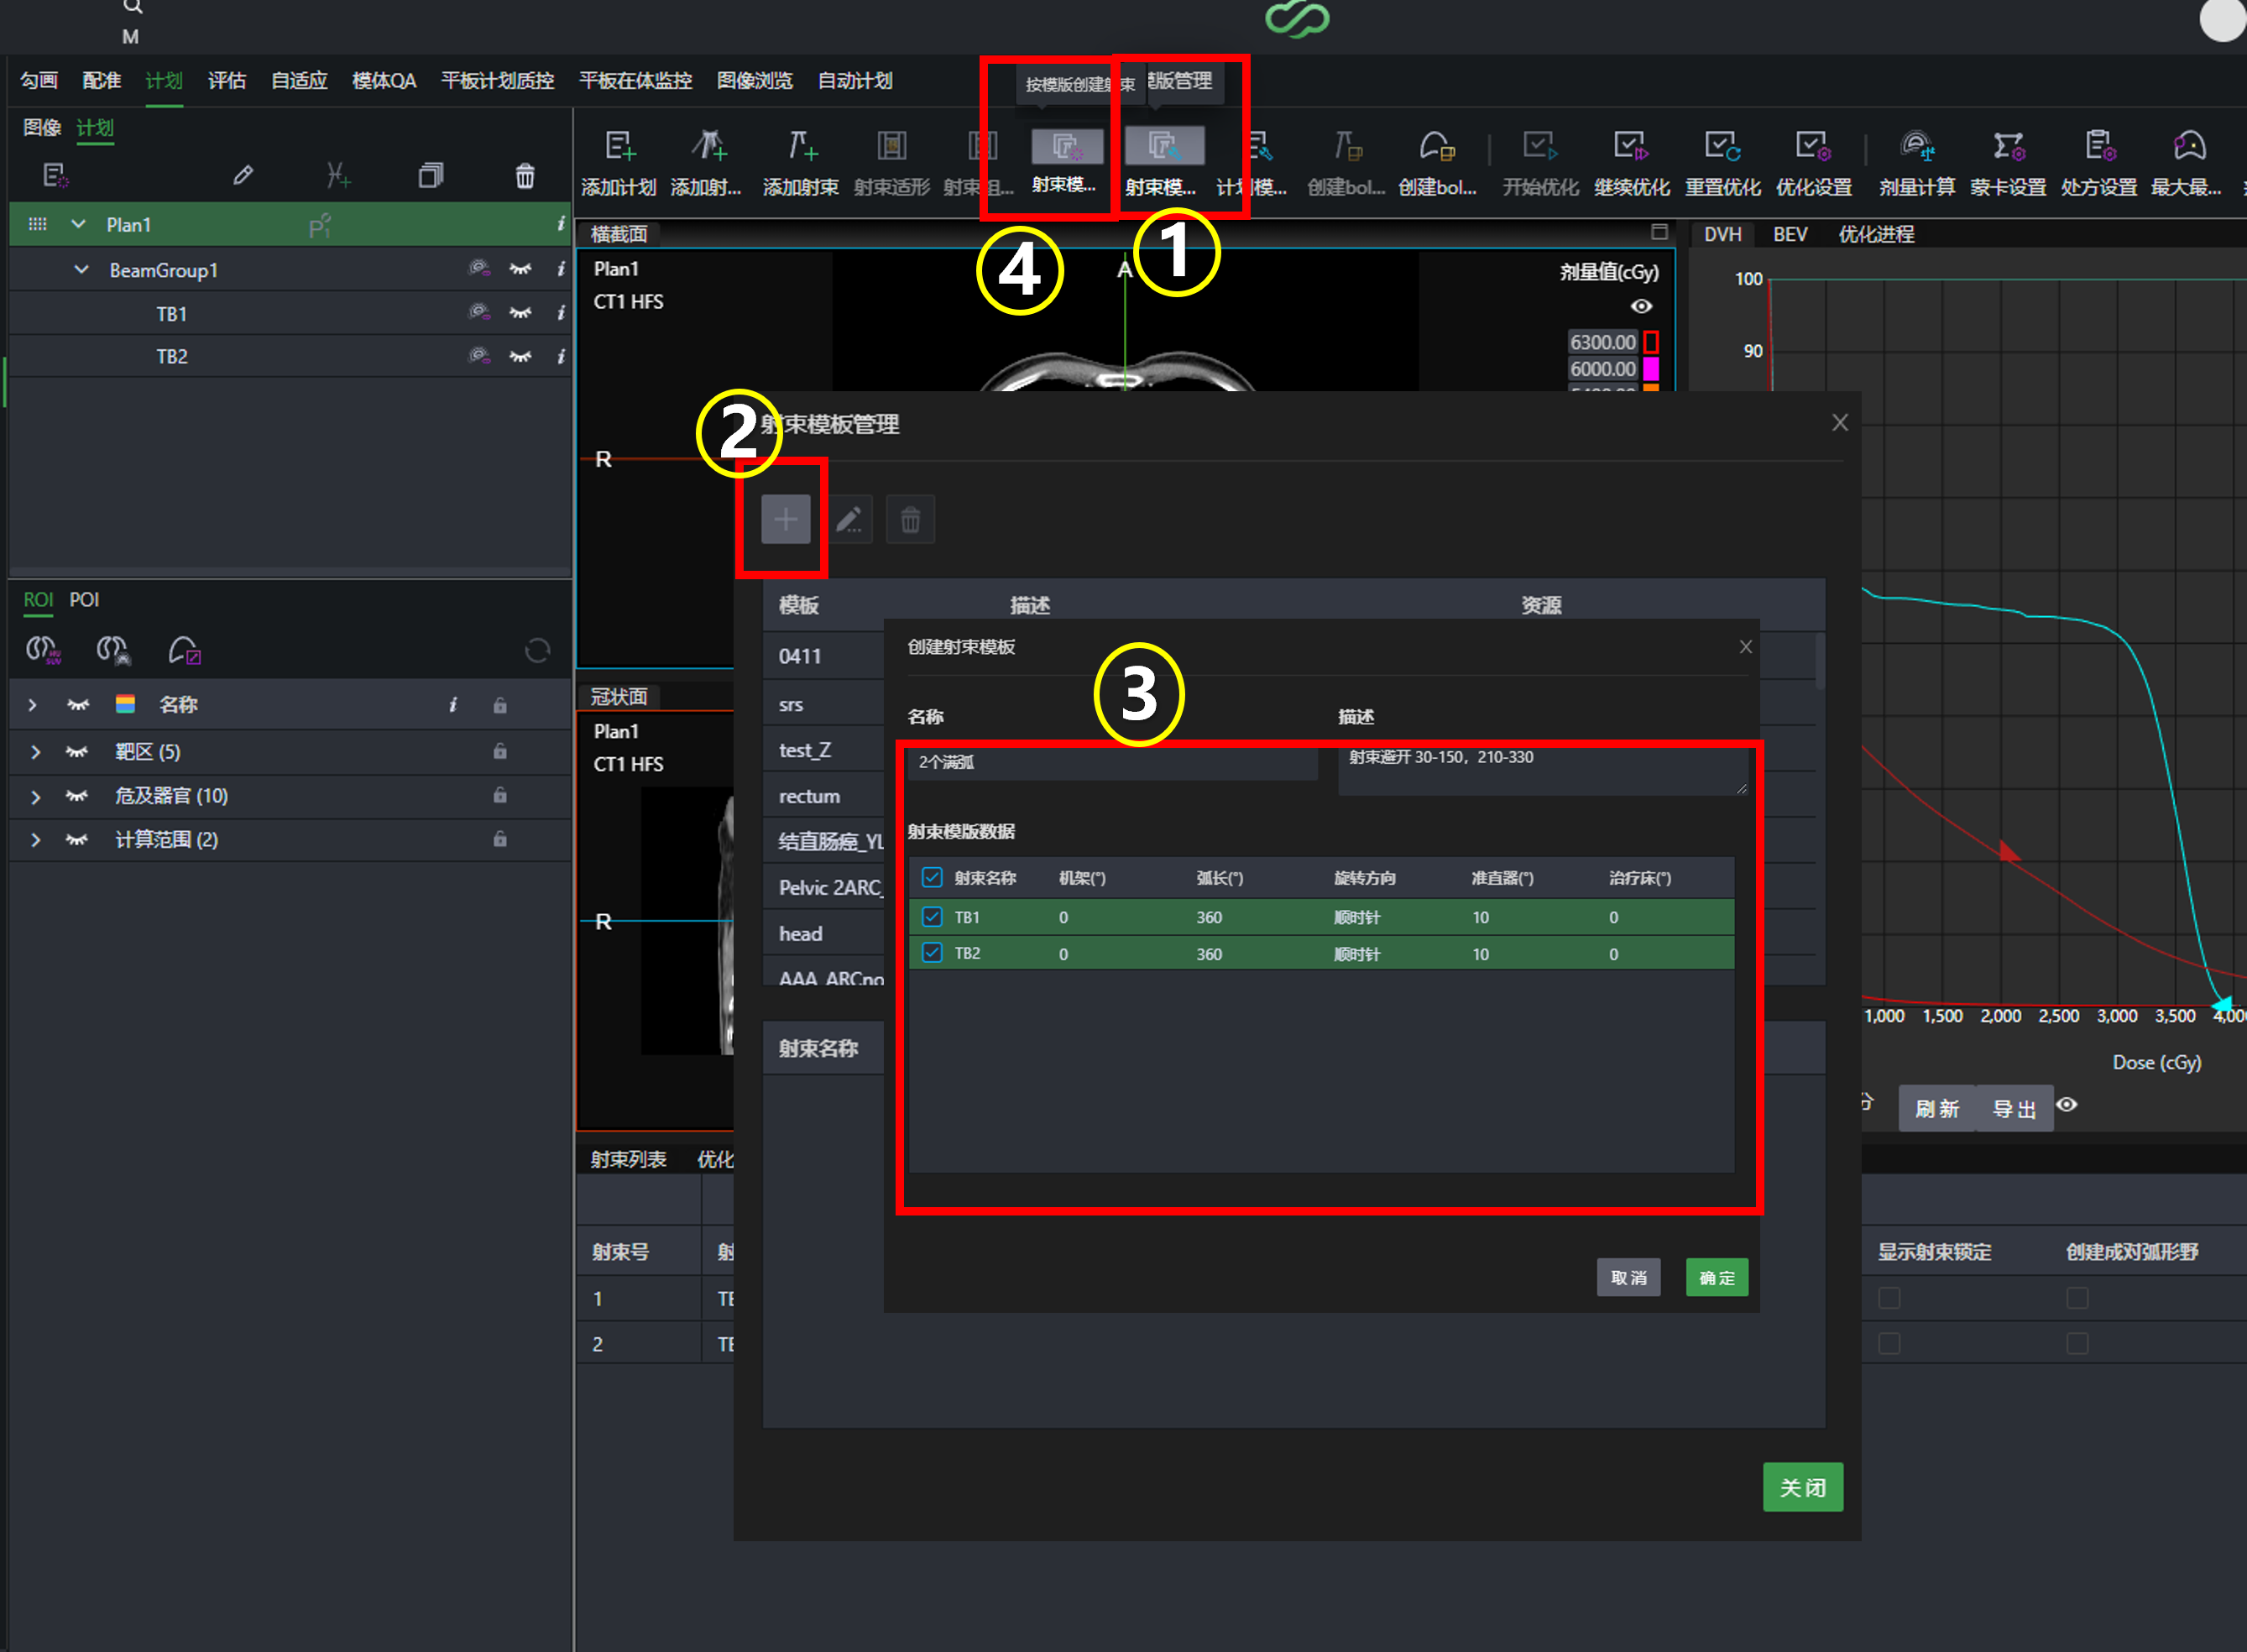 M
勾画 配准 计划 评估 自适应 模体QA 平板计划质控 平板在体监控 图像浏览 自动计划
按模版创建射束 版管理
图像 计划
添加计划 添加射... 添加射束 射束适形 射束组... 射束模... 射束模... 计划模... 创建bol... 创建bol... 开始优化 继续优化 重置优化 优化设置 剂量计算 蒙卡设置 处方设置 最大最...
Plan1
BeamGroup1
TB1
TB2
④ ①
横截面
Plan1
CT1 HFS
A
R
剂量值(cGy)
6300.00
6000.00
DVH BEV 优化进程
100
90
②
射束模板管理
模板 描述 资源
0411
srs
test_Z
rectum
结直肠癌_YL
Pelvic 2ARC_
head
AAA ARCno
射束名称
③
创建射束模板
名称 描述
2个满弧 射束避开 30-150，210-330
射束模版数据
射束名称 机架(°) 弧长(°) 旋转方向 准直器(°) 治疗床(°)
TB1 0 360 顺时针 10 0
TB2 0 360 顺时针 10 0
取消 确定
关闭
ROI POI
名称
靶区 (5)
危及器官 (10)
计算范围 (2)
冠状面
Plan1
CT1 HFS
R
1,000 1,500 2,000 2,500 3,000 3,500 4,00
Dose (cGy)
刷新 导出
射束列表 优化
射束号 射 显示射束锁定 创建成对弧形野
1 TB
2 TB